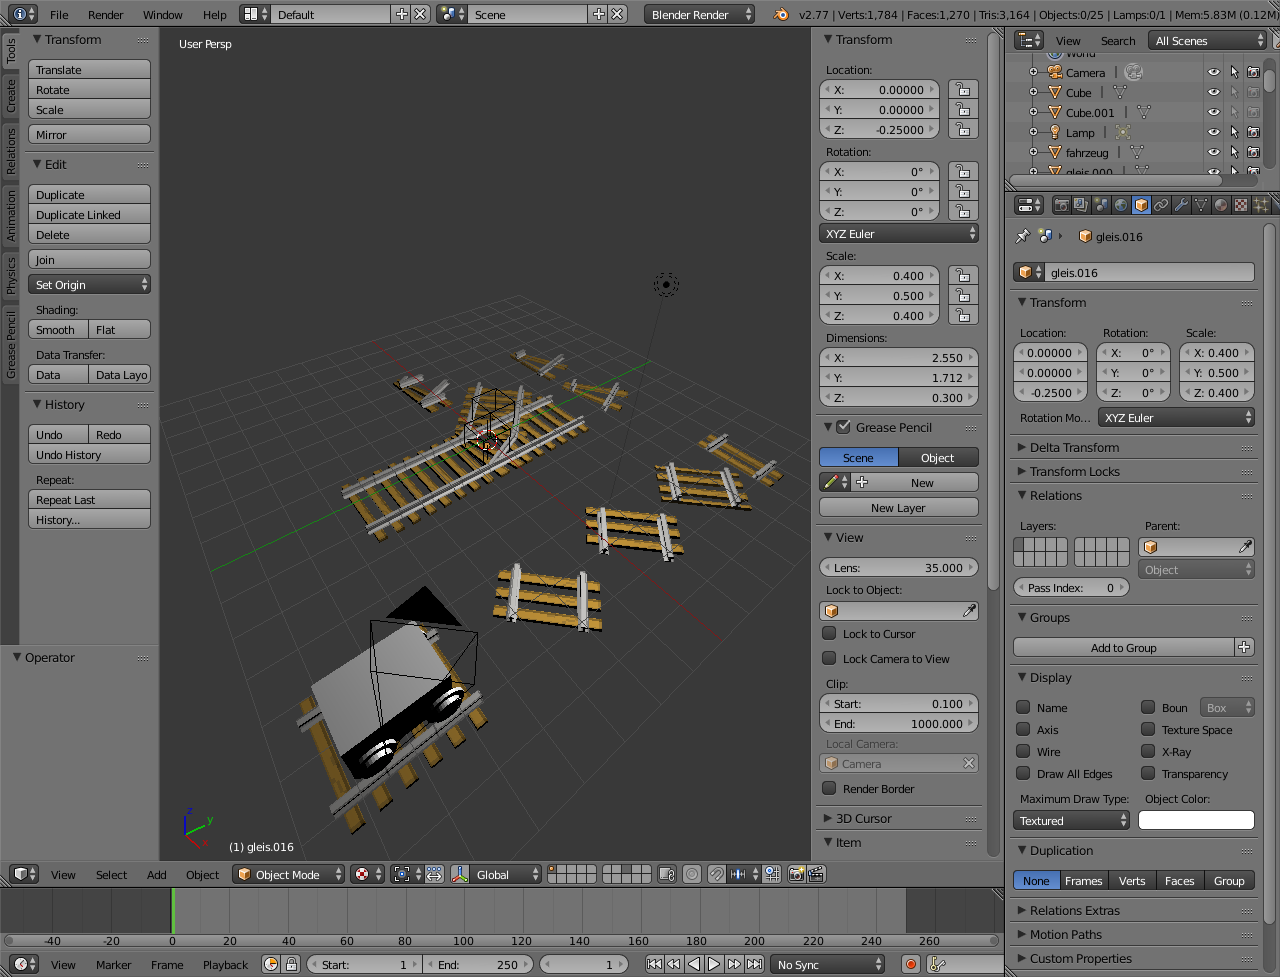 File Render Window Help Default Scene Blender Render v2.77 | Verts:1,784 | Faces:1,270 | Tris:3,164 | Objects:0/25 | Lamps:0/1 | Mem:5.83M (0.12M
Tools
Create
Relations
Animation
Physics
Grease Pencil
Transform
Translate
Rotate
Scale
Mirror
Edit
Duplicate
Duplicate Linked
Delete
Join
Set Origin
Shading:
Smooth Flat
Data Transfer:
Data Data Layo
History
Undo Redo
Undo History
Repeat:
Repeat Last
History...
Operator
User Persp
z
y
x
(1) gleis.016
Transform
Location:
X: 0.00000
Y: 0.00000
Z: -0.25000
Rotation:
X: 0°
Y: 0°
Z: 0°
XYZ Euler
Scale:
X: 0.400
Y: 0.500
Z: 0.400
Dimensions:
X: 2.550
Y: 1.712
Z: 0.300
Grease Pencil
Scene Object
New
New Layer
View
Lens: 35.000
Lock to Object:
Lock to Cursor
Lock Camera to View
Clip:
Start: 0.100
End: 1000.000
Local Camera:
Camera
Render Border
3D Cursor
Item
View Search All Scenes
World
Camera
Cube
Cube.001
Lamp
fahrzeug
gleis.000
gleis.016
gleis.016
Transform
Location: Rotation: Scale:
0.00000 X: 0° X: 0.400
0.00000 Y: 0° Y: 0.500
-0.25000 Z: 0° Z: 0.400
Rotation Mo... XYZ Euler
Delta Transform
Transform Locks
Relations
Layers: Parent:
Object
Pass Index: 0
Groups
Add to Group
Display
Name Boun Box
Axis Texture Space
Wire X-Ray
Draw All Edges Transparency
Maximum Draw Type: Object Color:
Textured
Duplication
None Frames Verts Faces Group
Relations Extras
Motion Paths
Custom Properties
View Select Add Object Object Mode Global
-40 -20 0 20 40 60 80 100 120 140 160 180 200 220 240 260
View Marker Frame Playback Start: 1 End: 250 1 No Sync